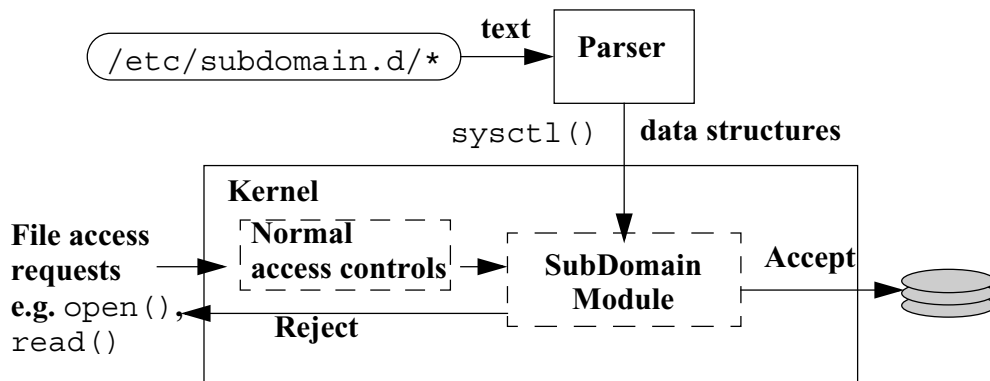 text
Parser
/etc/subdomain.d/*
sysctl()
data structures
Kernel
File access
requests
e.g. open(),
read()
Normal
access controls
SubDomain
Module
Accept
Reject